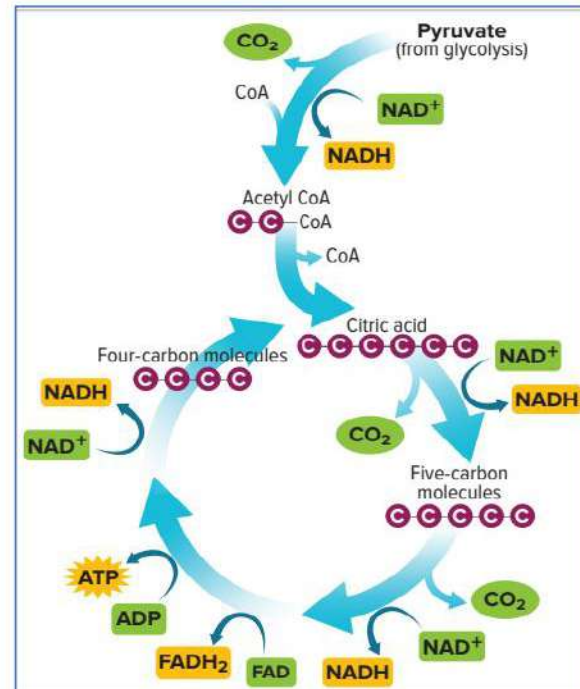 Pyruvate
(from glycolysis)
CO₂
CoA
NAD⁺
NADH
Acetyl CoA
C C CoA
CoA
Citric acid
C C C C C C
NAD⁺
NADH
CO₂
Five-carbon
molecules
C C C C C
CO₂
NAD⁺
NADH
FAD
FADH₂
ADP
ATP
NAD⁺
NADH
Four-carbon molecules
C C C C